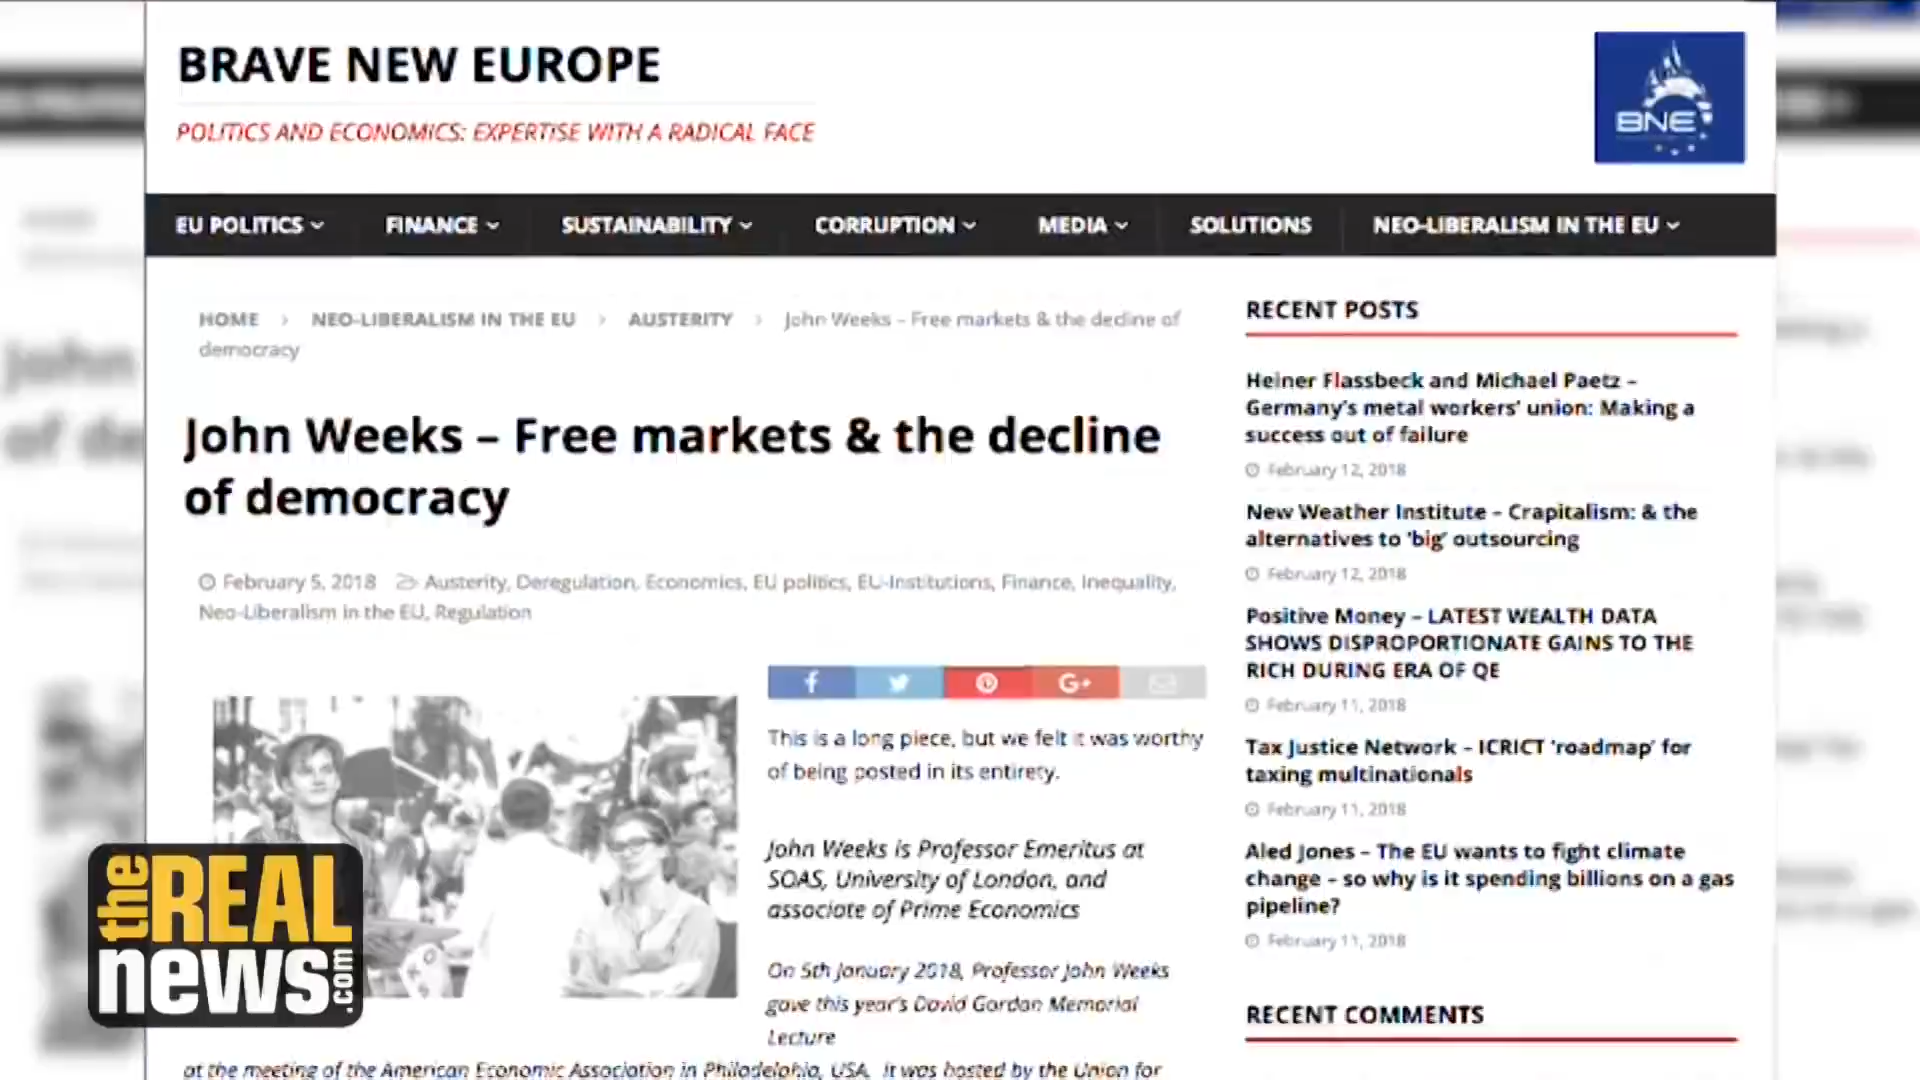 BRAVE NEW EUROPE
POLITICS AND ECONOMICS: EXPERTISE WITH A RADICAL FACE
BNE
EU POLITICS
FINANCE
SUSTAINABILITY
CORRUPTION
MEDIA
SOLUTIONS
NEO-LIBERALISM IN THE EU
HOME > NEO-LIBERALISM IN THE EU > AUSTERITY > John Weeks – Free markets & the decline of
democracy
John Weeks – Free markets & the decline
of democracy
February 5, 2018 Austerity, Deregulation, Economics, EU politics, EU-Institutions, Finance, Inequality,
Neo-Liberalism in the EU, Regulation
f
G+
This is a long piece, but we felt it was worthy
of being posted in its entirety.
John Weeks is Professor Emeritus at
SOAS, University of London, and
associate of Prime Economics
On 5th January 2018, Professor John Weeks
gave this year's David Gordon Memorial
Lecture
at the meeting of the American Economic Association in Philadelphia, USA. It was hosted by the Union for
RECENT POSTS
Heiner Flassbeck and Michael Paetz –
Germany's metal workers' union: Making a
success out of failure
February 12, 2018
New Weather Institute – Crapitalism: & the
alternatives to 'big' outsourcing
February 12, 2018
Positive Money – LATEST WEALTH DATA
SHOWS DISPROPORTIONATE GAINS TO THE
RICH DURING ERA OF QE
February 11, 2018
Tax Justice Network – ICRICT 'roadmap' for
taxing multinationals
February 11, 2018
Aled Jones – The EU wants to fight climate
change – so why is it spending billions on a gas
pipeline?
February 11, 2018
RECENT COMMENTS
the REAL
news.com